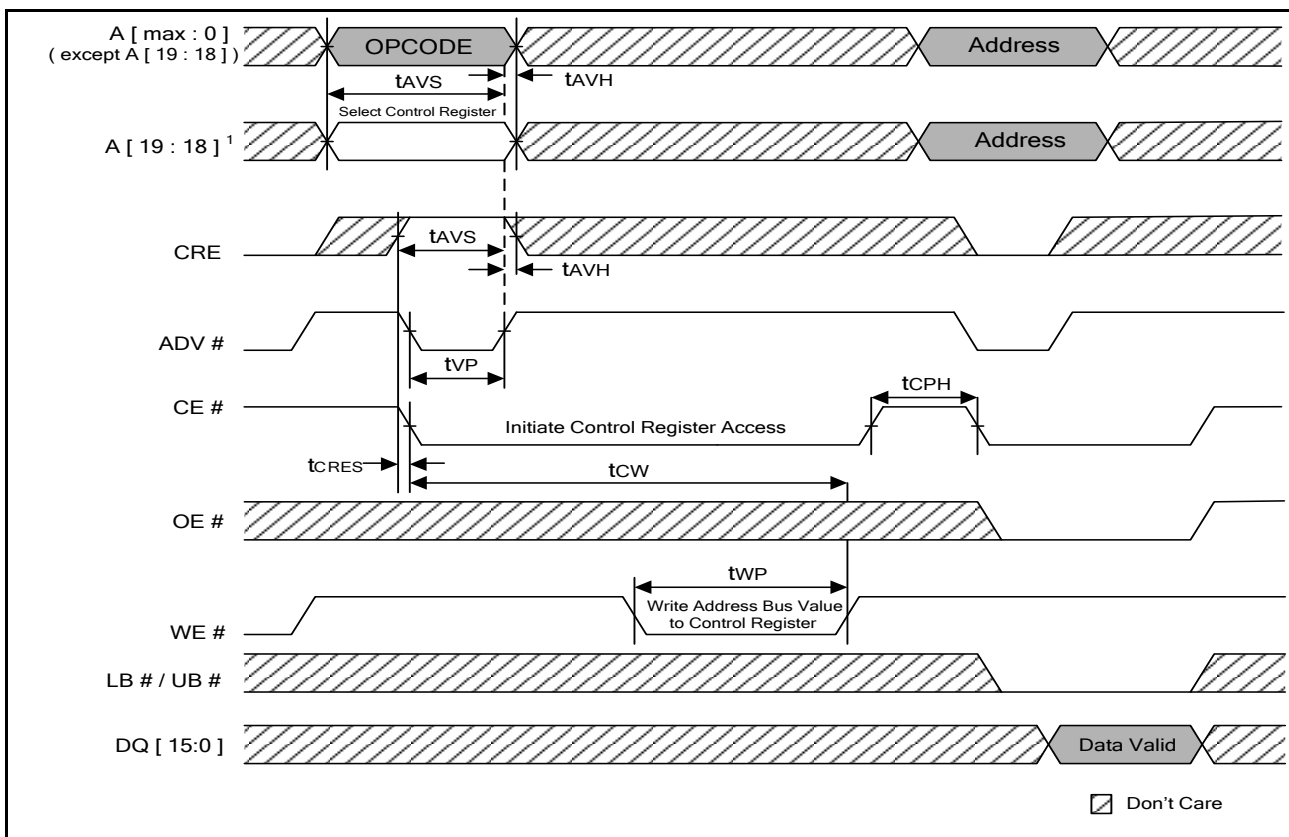 A [ max : 0 ]
( except A [ 19 : 18 ] )
OPCODE
Address
tAVS
tAVH
Select Control Register
A [ 19 : 18 ] 1
Address
CRE
tAVS
tAVH
ADV #
tVP
CE #
tCPH
Initiate Control Register Access
tCRES
tCW
OE #
tWP
WE #
Write Address Bus Value
to Control Register
LB # / UB #
DQ [ 15:0 ]
Data Valid
Don't Care